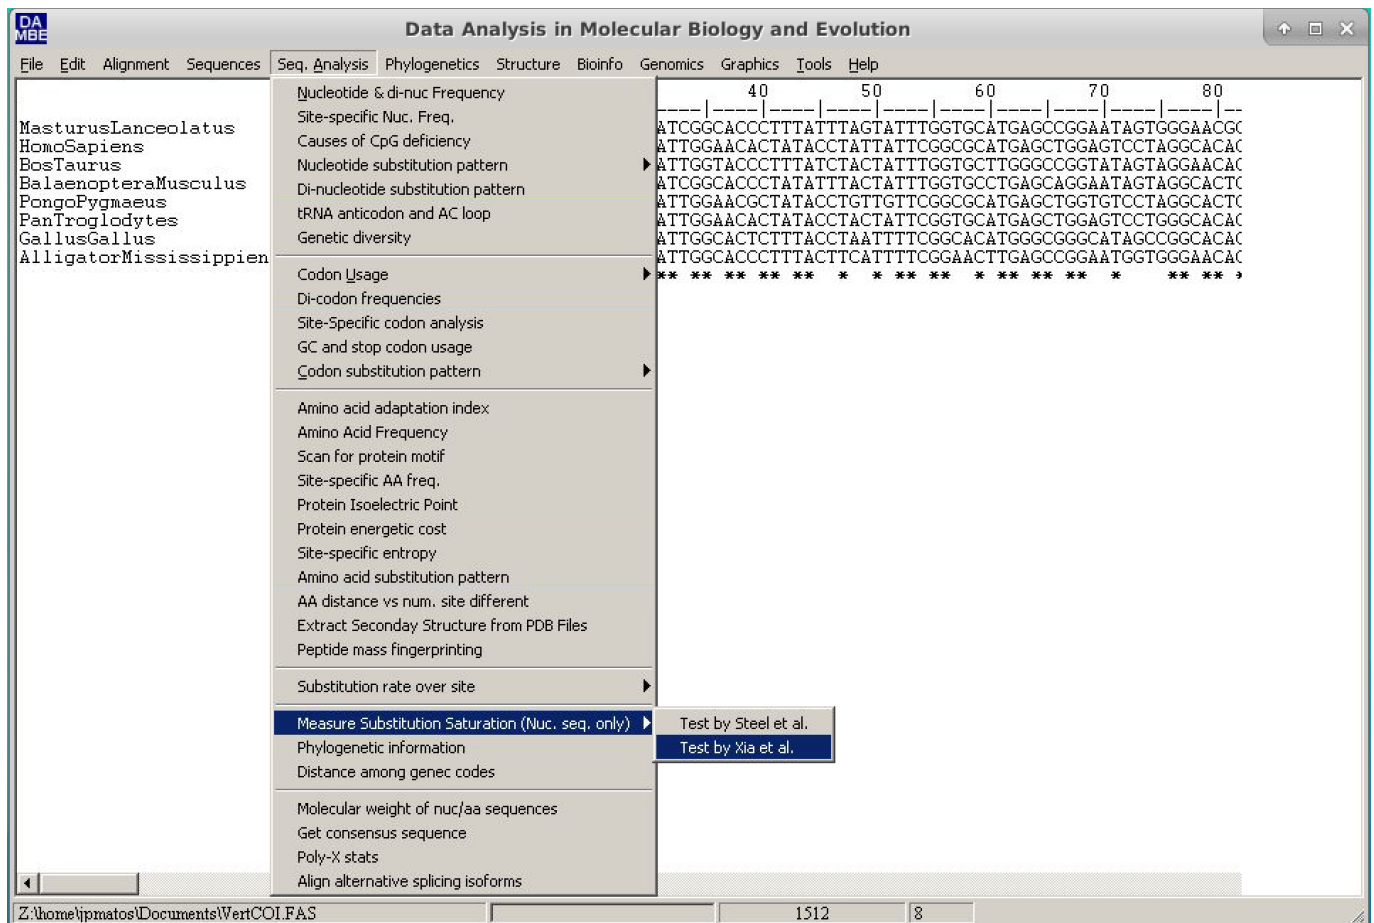 DA
MBE
Data Analysis in Molecular Biology and Evolution
File Edit Alignment Sequences Seq. Analysis Phylogenetics Structure Bioinfo Genomics Graphics Tools Help
40 50 60 70 80
----|----|----|----|----|----|----|----|----|----|--
MasturusLanceolatus ATCGGCACCCTTTATTTAGTATTTGGTGCATGAGCCGGAATAGTGGGAACGC
HomoSapiens ATTGGAACACTATACCTATTATTCGGCGCATGAGCTGGAGTCCTAGGCACAC
BosTaurus ATTGGTACCCTTTATCTACTATTTGGTGCTTGGGCCGGTATAGTAGGAACAC
BalaenopteraMusculus ATCGGCACCCTATATTTACTATTTGGTGCCTGAGCAGGAATAGTAGGCACTC
PongoPygmaeus ATTGGAACGCTATACCTGTTGTTCGGCGCATGAGCTGGTGTCCTAGGCACTC
PanTroglodytes ATTGGAACACTATACCTACTATTCGGTGCATGAGCTGGAGTCCTGGGCACAC
GallusGallus ATTGGCACTCTTTACCTAATTTTCGGCACATGGGCGGGCATAGCCGGCACAC
AlligatorMississippien ATTGGCACCCTTTACTTCATTTTCGGAACTTGAGCCGGAATGGTGGGAACAC
** ** ** ** ** * * ** * ** ** * ** ** *
Nucleotide & di-nuc Frequency
Site-specific Nuc. Freq.
Causes of CpG deficiency
Nucleotide substitution pattern
Di-nucleotide substitution pattern
tRNA anticodon and AC loop
Genetic diversity
Codon Usage
Di-codon frequencies
Site-Specific codon analysis
GC and stop codon usage
Codon substitution pattern
Amino acid adaptation index
Amino Acid Frequency
Scan for protein motif
Site-specific AA freq.
Protein Isoelectric Point
Protein energetic cost
Site-specific entropy
Amino acid substitution pattern
AA distance vs num. site different
Extract Seconday Structure from PDB Files
Peptide mass fingerprinting
Substitution rate over site
Measure Substitution Saturation (Nuc. seq. only)
Test by Steel et al.
Test by Xia et al.
Phylogenetic information
Distance among genec codes
Molecular weight of nuc/aa sequences
Get consensus sequence
Poly-X stats
Align alternative splicing isoforms
Z:\home\jpmatos\Documents\VertCOI.FAS 1512 8